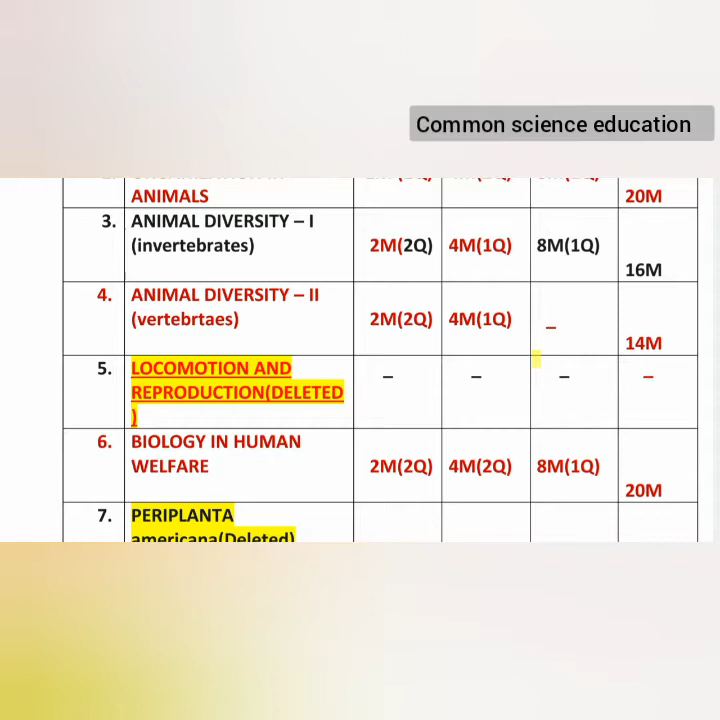 Common science education
ANIMALS 20M
3. ANIMAL DIVERSITY – I
(invertebrates) 2M(2Q) 4M(1Q) 8M(1Q)
16M
4. ANIMAL DIVERSITY – II
(vertebrtaes) 2M(2Q) 4M(1Q) –
14M
5. LOCOMOTION AND – – – –
REPRODUCTION(DELETED
)
6. BIOLOGY IN HUMAN
WELFARE 2M(2Q) 4M(2Q) 8M(1Q)
20M
7. PERIPLANTA
americana(Deleted)